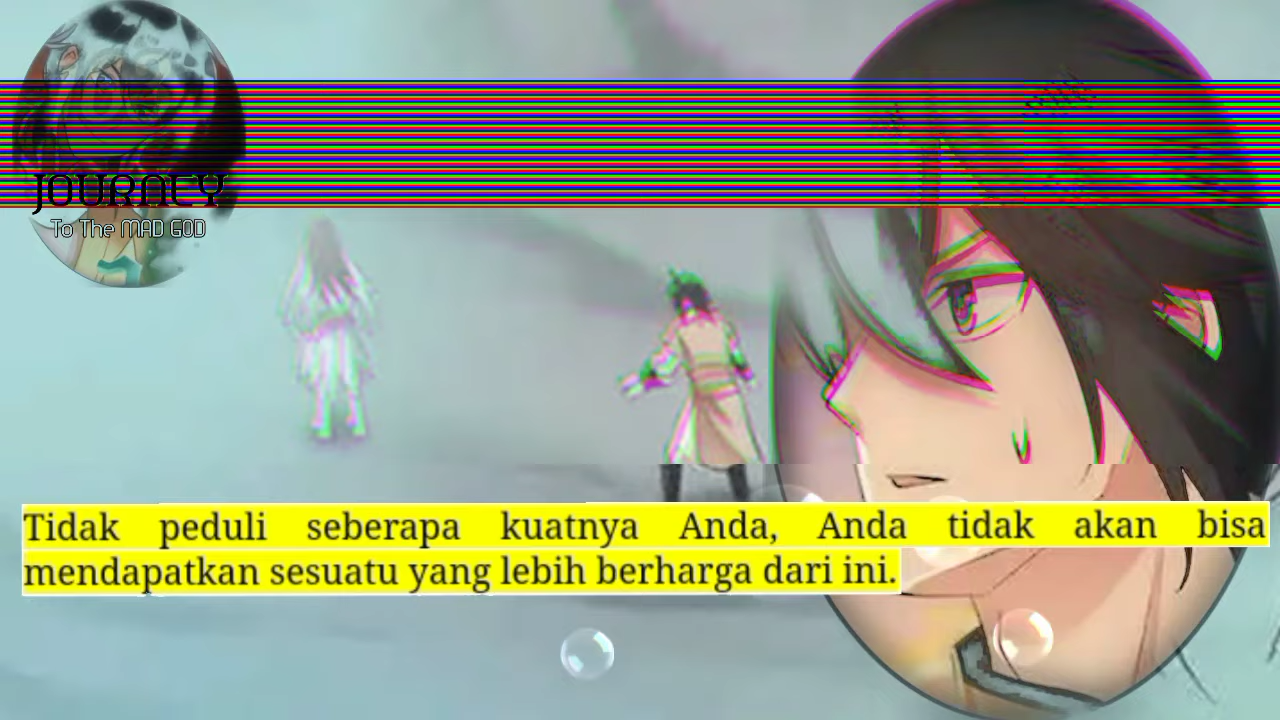 JOURNEY
To The MAD GOD
Tidak peduli seberapa kuatnya Anda, Anda tidak akan bisa
mendapatkan sesuatu yang lebih berharga dari ini.